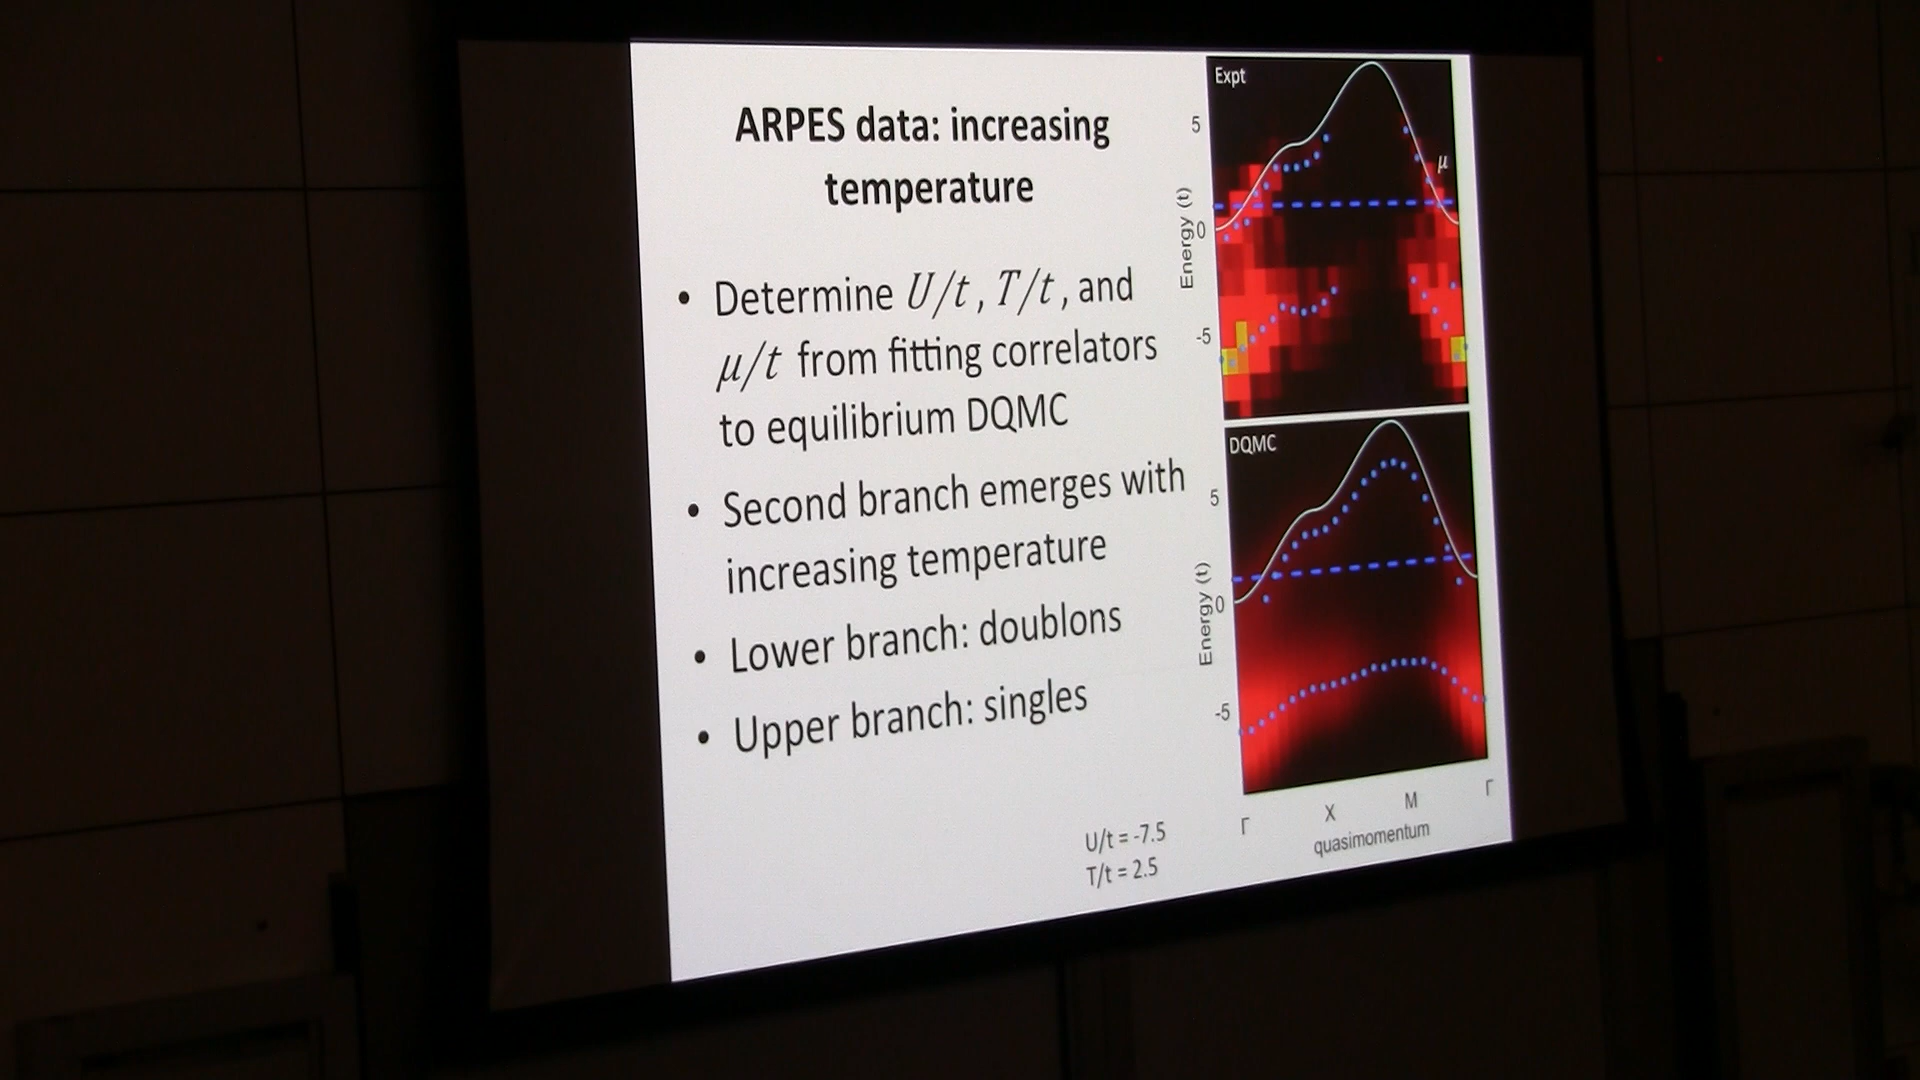 ARPES data: increasing
temperature
• Determine U/t, T/t, and
μ/t from fitting correlators
to equilibrium DQMC
• Second branch emerges with
increasing temperature
• Lower branch: doublons
• Upper branch: singles
U/t = -7.5
T/t = 2.5
Expt
5
μ
Energy (t)
0
-5
DQMC
5
Energy (t)
0
-5
Γ X M Γ
quasimomentum